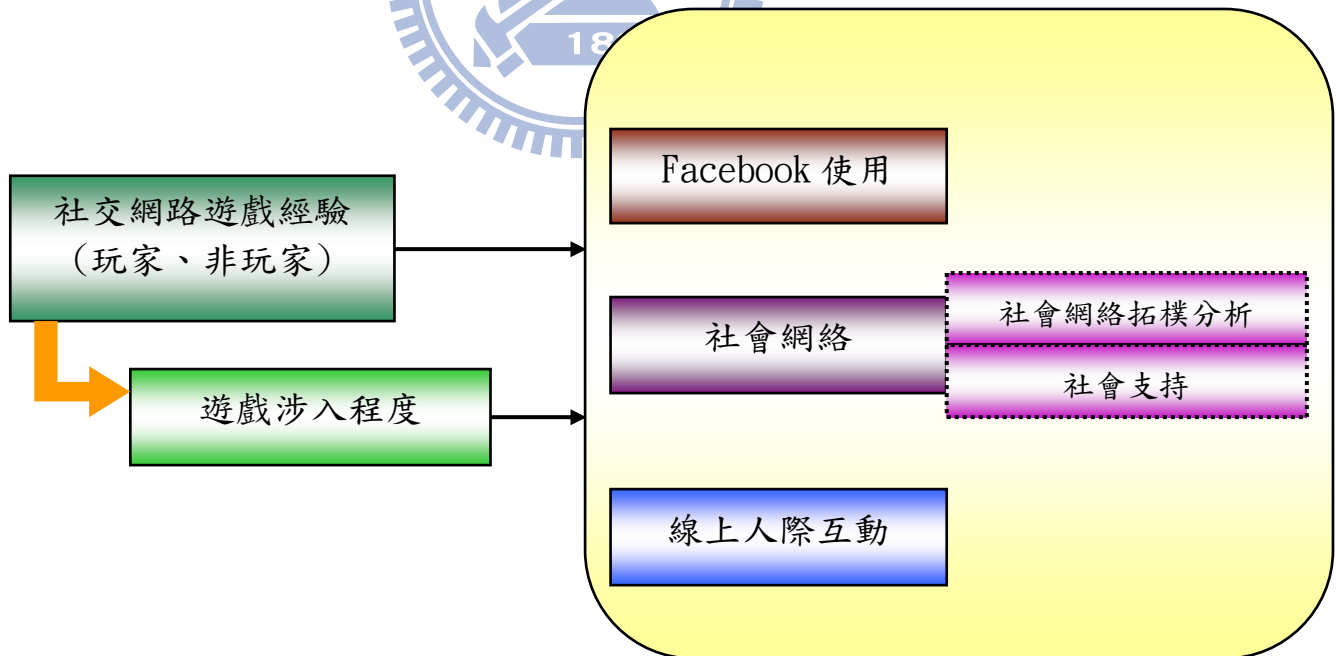 18
社交網路遊戲經驗
（玩家、非玩家）
遊戲涉入程度
Facebook 使用
社會網絡
社會網絡拓樸分析
社會支持
線上人際互動